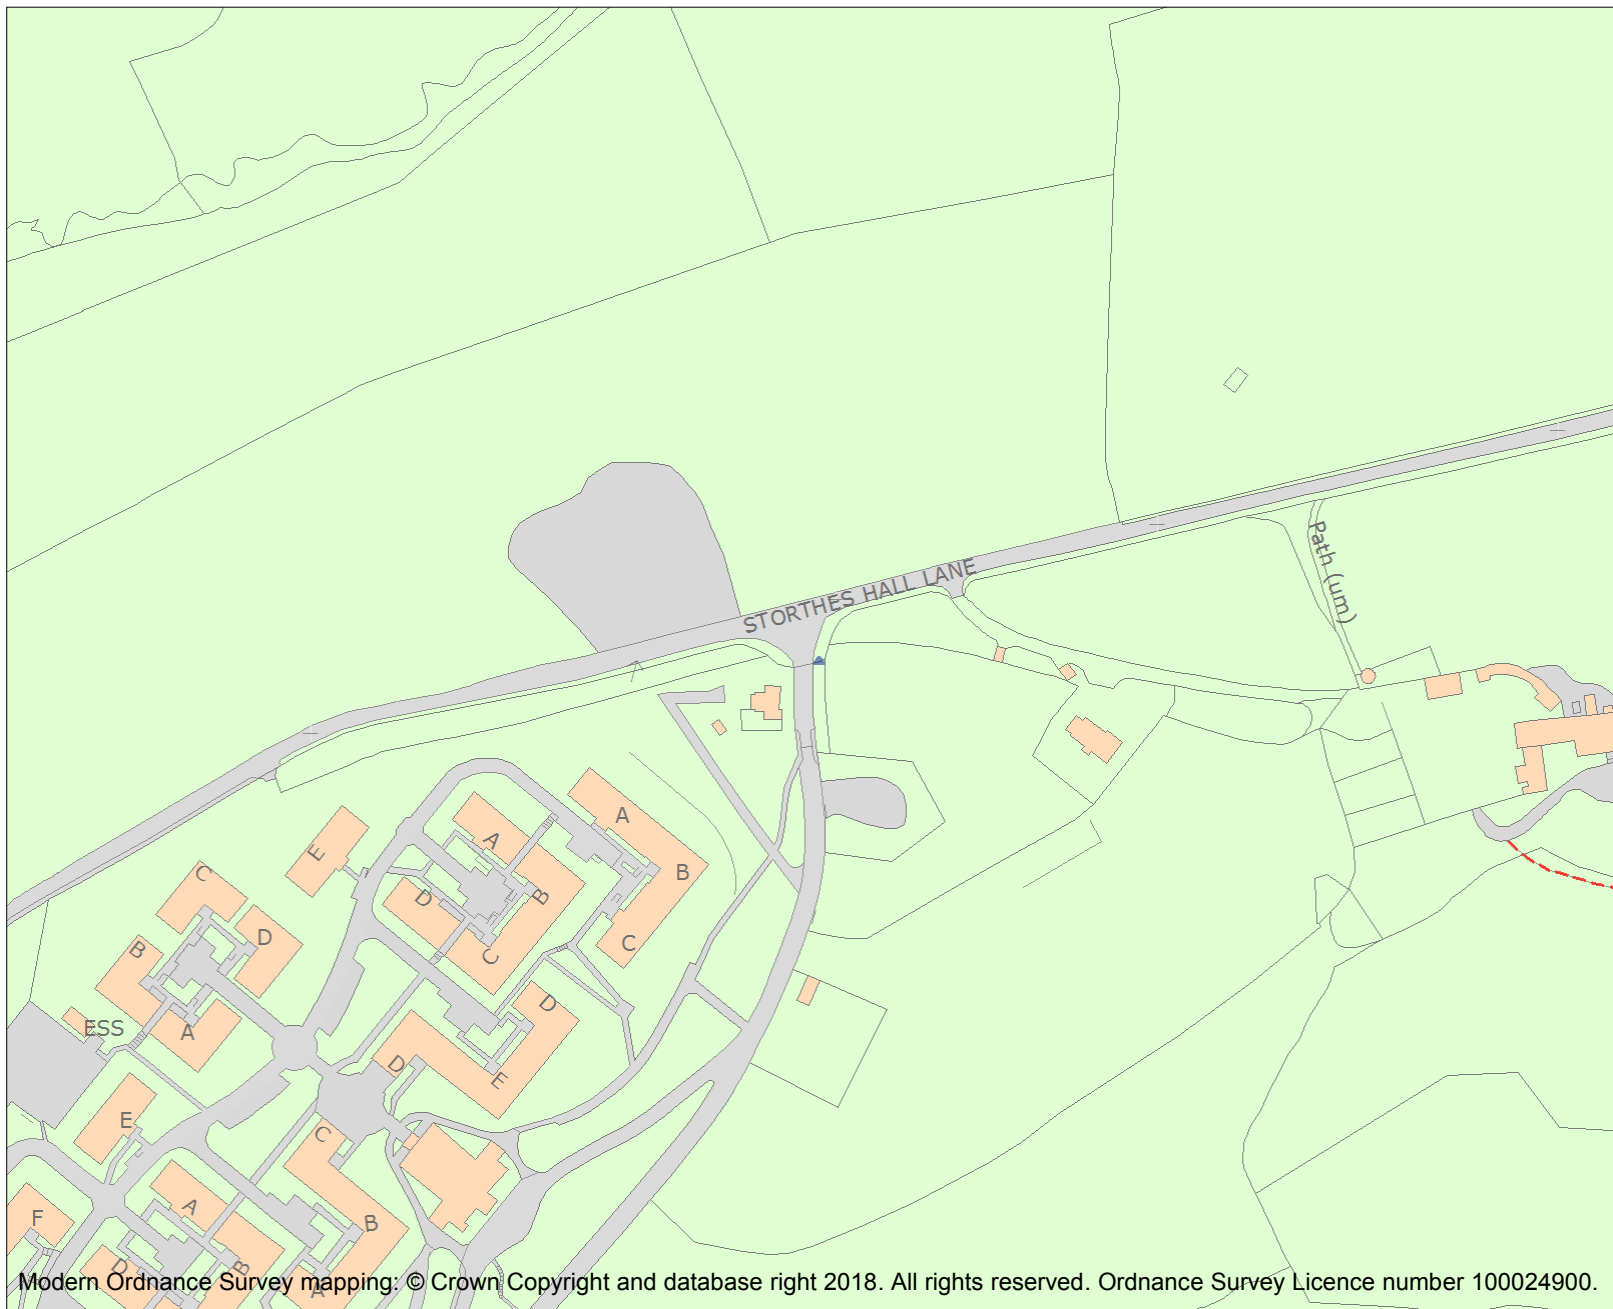 STORTHES HALL LANE
Path (um)
A
A
E
B
C
D
B
D
B
C
C
D
ESS
A
D
E
D
E
C
A
F
B
D
B
A
Modern Ordnance Survey mapping: © Crown Copyright and database right 2018. All rights reserved. Ordnance Survey Licence number 100024900.